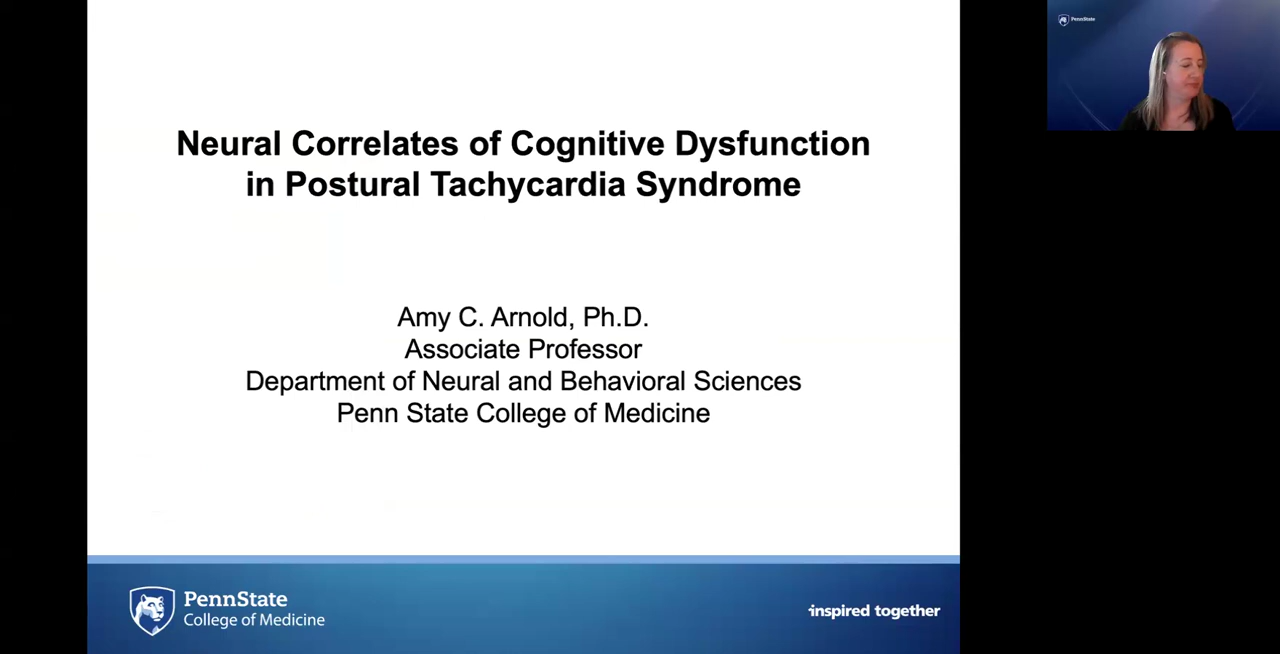 Neural Correlates of Cognitive Dysfunction
in Postural Tachycardia Syndrome
Amy C. Arnold, Ph.D.
Associate Professor
Department of Neural and Behavioral Sciences
Penn State College of Medicine
PennState
College of Medicine
inspired together
PennState